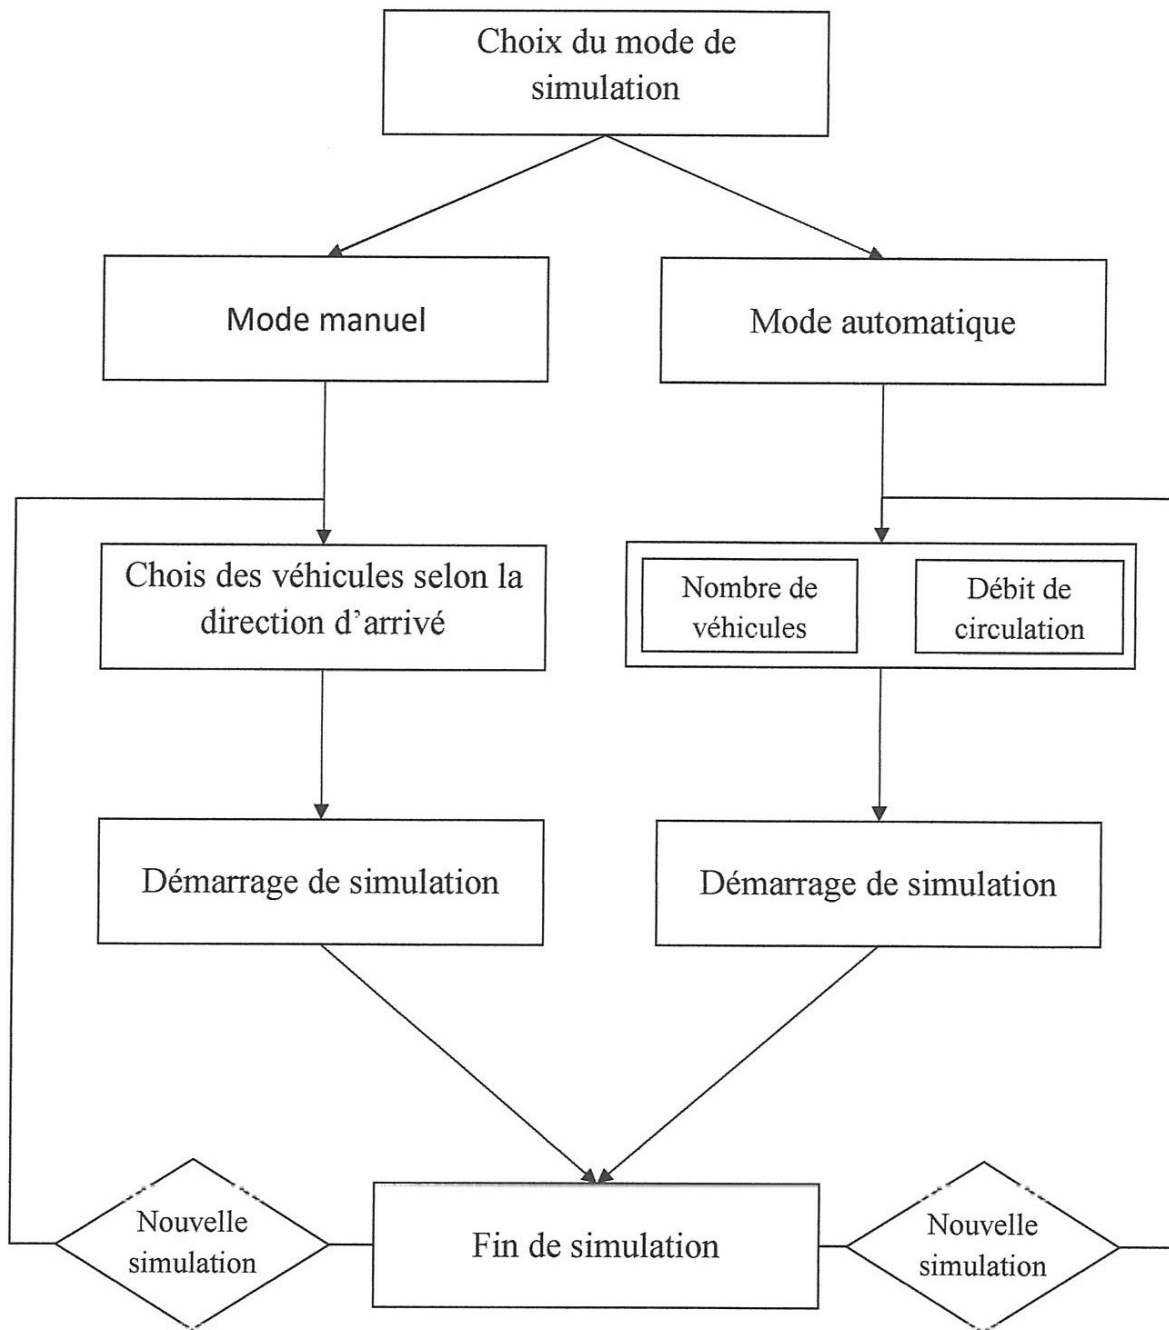 Choix du mode de
simulation
Mode manuel
Mode automatique
Chois des véhicules selon la
direction d'arrivé
Nombre de
véhicules
Débit de
circulation
Démarrage de simulation
Démarrage de simulation
Nouvelle
simulation
Fin de simulation
Nouvelle
simulation